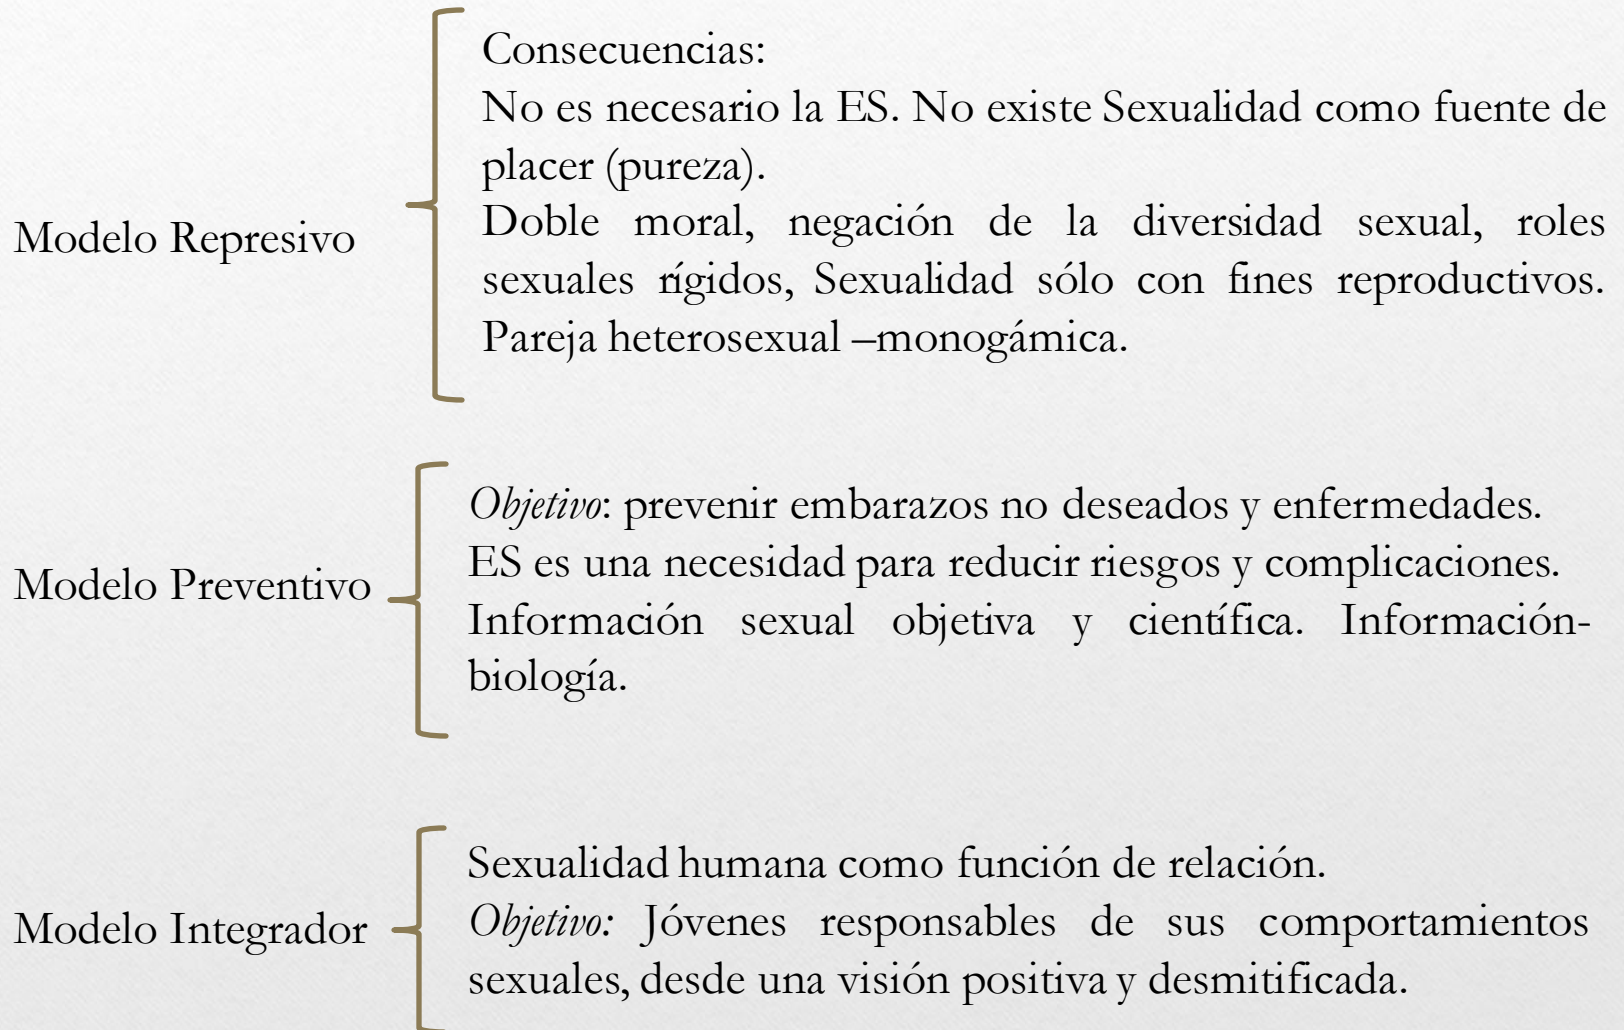 Consecuencias:
No es necesario la ES. No existe Sexualidad como fuente de
placer (pureza).
Modelo Represivo
Doble moral, negación de la diversidad sexual, roles
sexuales rígidos, Sexualidad sólo con fines reproductivos.
Pareja heterosexual –monogámica.
Modelo Preventivo
Objetivo: prevenir embarazos no deseados y enfermedades.
ES es una necesidad para reducir riesgos y complicaciones.
Información sexual objetiva y científica. Información-
biología.
Modelo Integrador
Sexualidad humana como función de relación.
Objetivo: Jóvenes responsables de sus comportamientos
sexuales, desde una visión positiva y desmitificada.